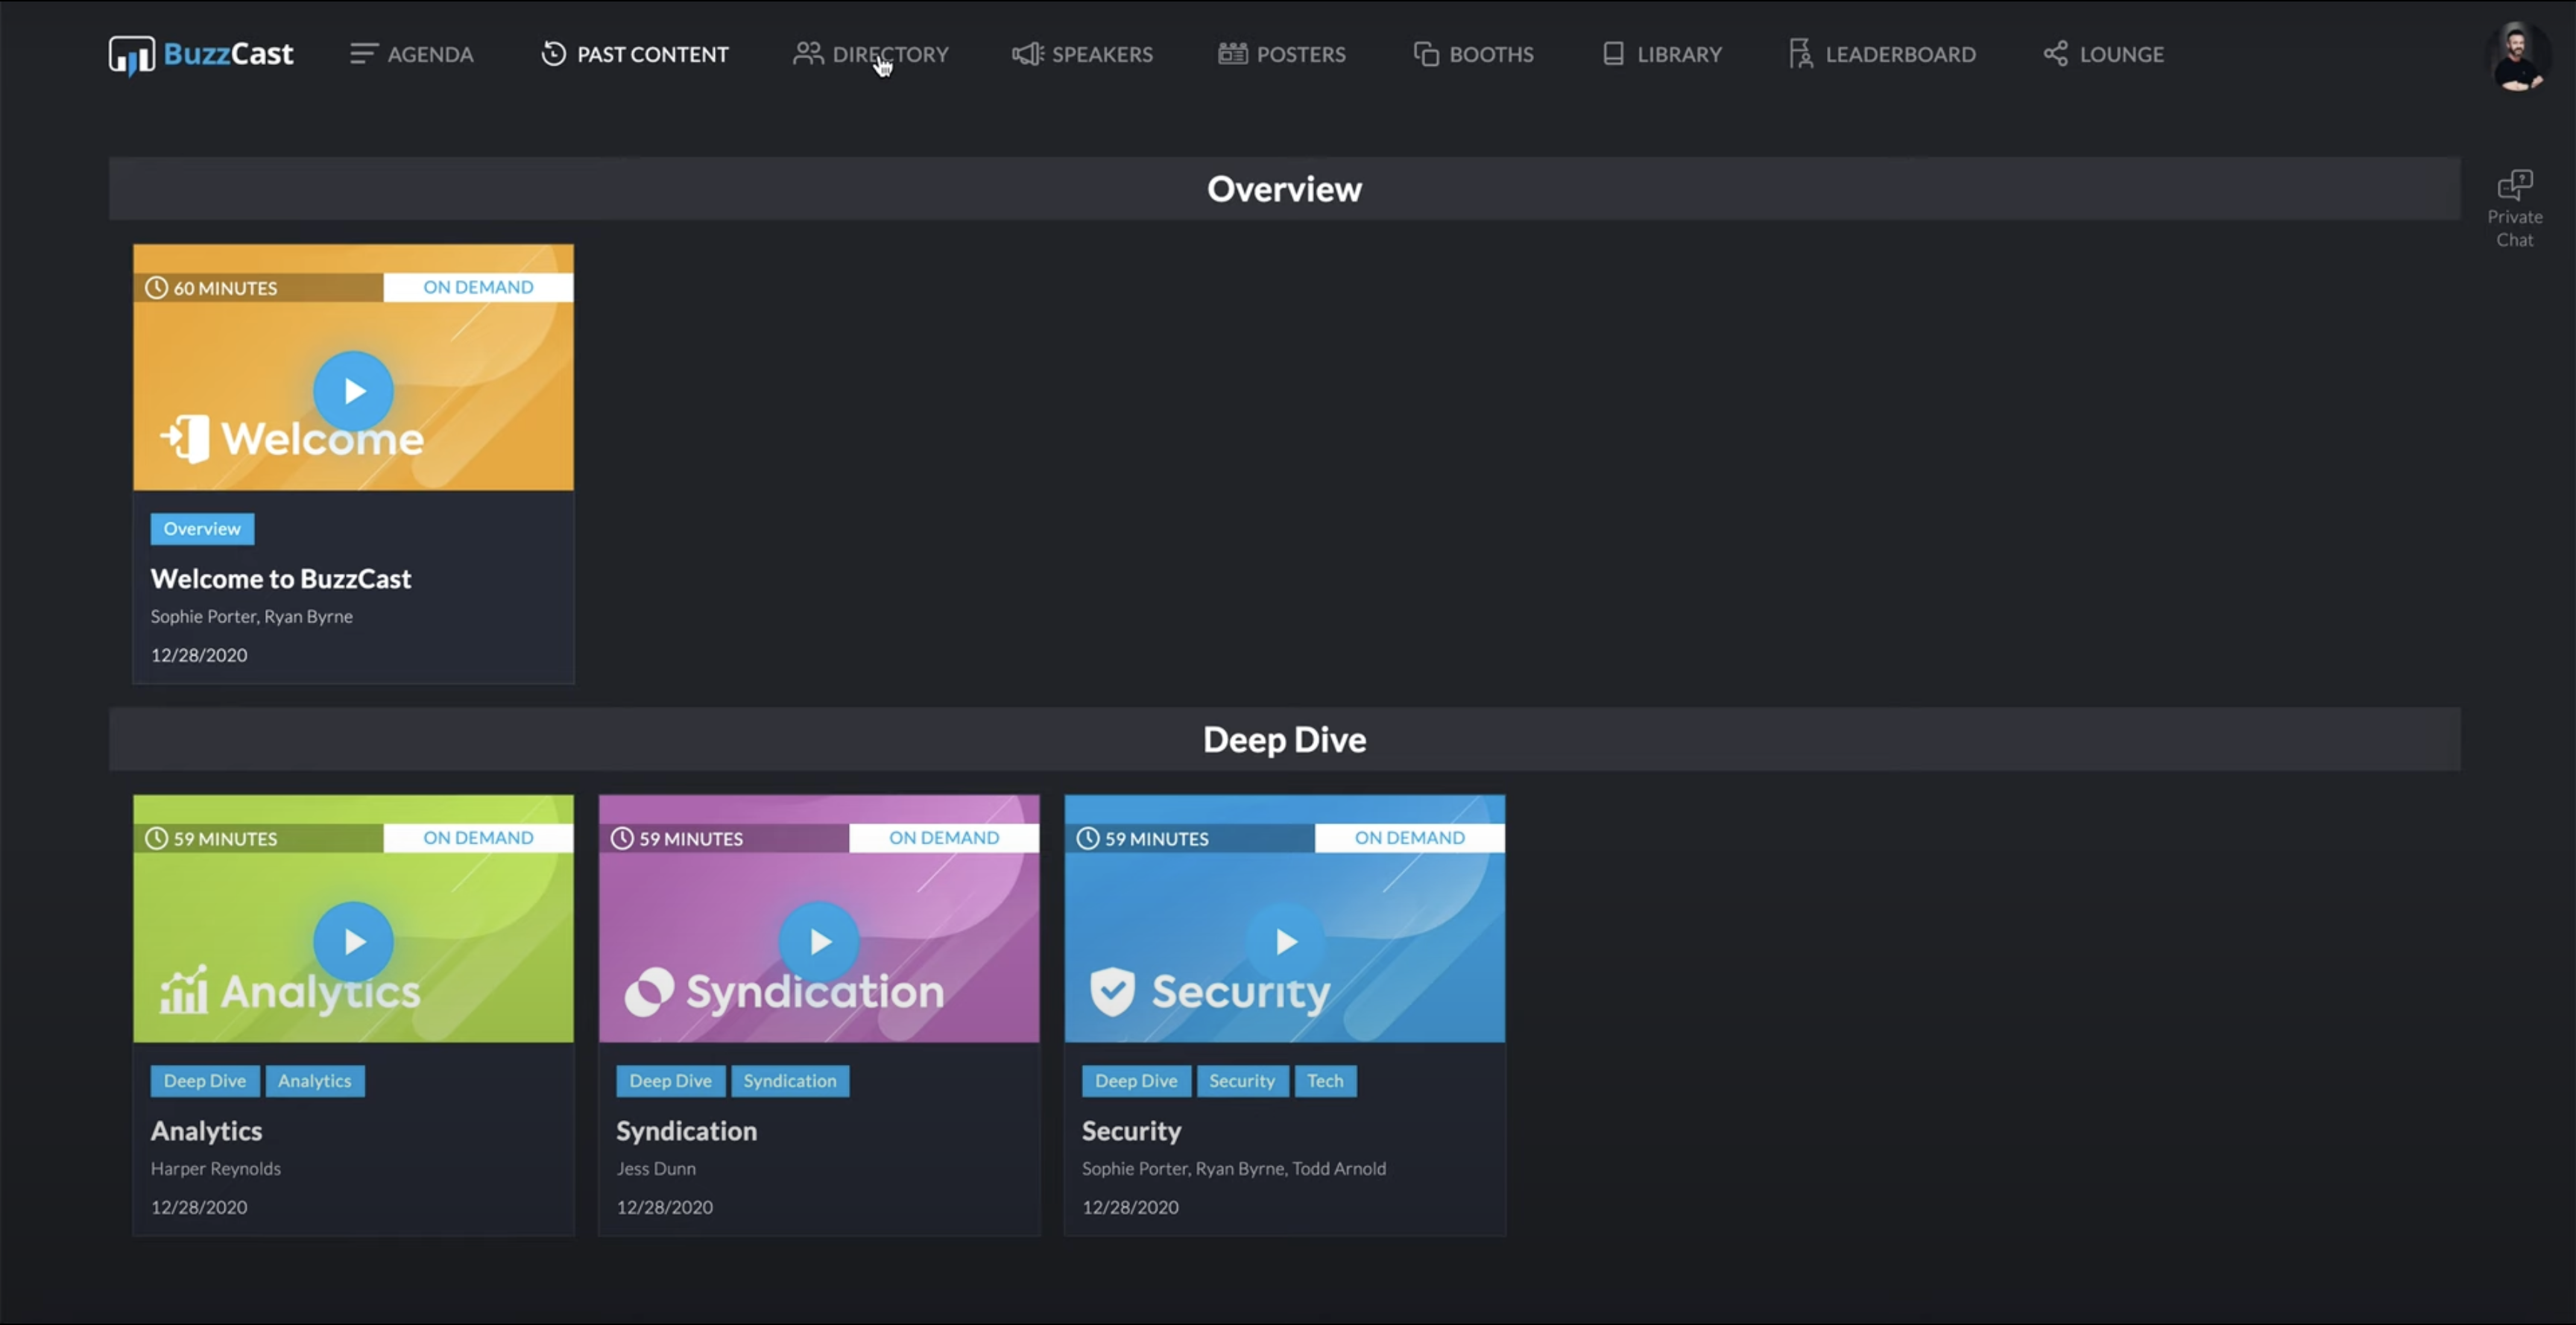 BuzzCast
AGENDA
PAST CONTENT
DIRECTORY
SPEAKERS
POSTERS
BOOTHS
LIBRARY
LEADERBOARD
LOUNGE
Private
Chat
Overview
60 MINUTES
ON DEMAND
Welcome
Overview
Welcome to BuzzCast
Sophie Porter, Ryan Byrne
12/28/2020
Deep Dive
59 MINUTES
ON DEMAND
Analytics
Deep Dive
Analytics
Analytics
Harper Reynolds
12/28/2020
59 MINUTES
ON DEMAND
Syndication
Deep Dive
Syndication
Syndication
Jess Dunn
12/28/2020
59 MINUTES
ON DEMAND
Security
Deep Dive
Security
Tech
Security
Sophie Porter, Ryan Byrne, Todd Arnold
12/28/2020